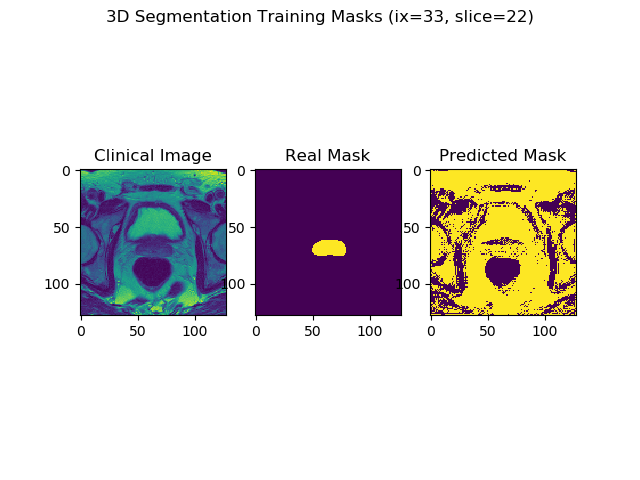 3D Segmentation Training Masks (ix=33, slice=22)
Clinical Image Real Mask Predicted Mask
0 0 0
50 50 50
100 100 100
0 50 100 0 50 100 0 50 100